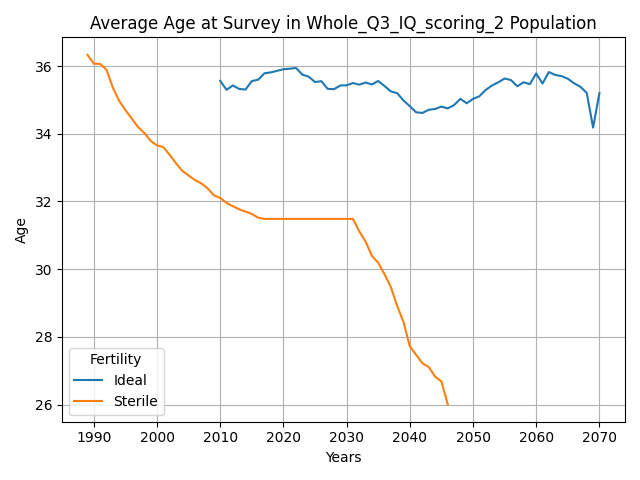 Average Age at Survey in Whole_Q3_IQ_scoring_2 Population
Age
36
34
32
30
28
26
Fertility
Ideal
Sterile
1990 2000 2010 2020 2030 2040 2050 2060 2070
Years